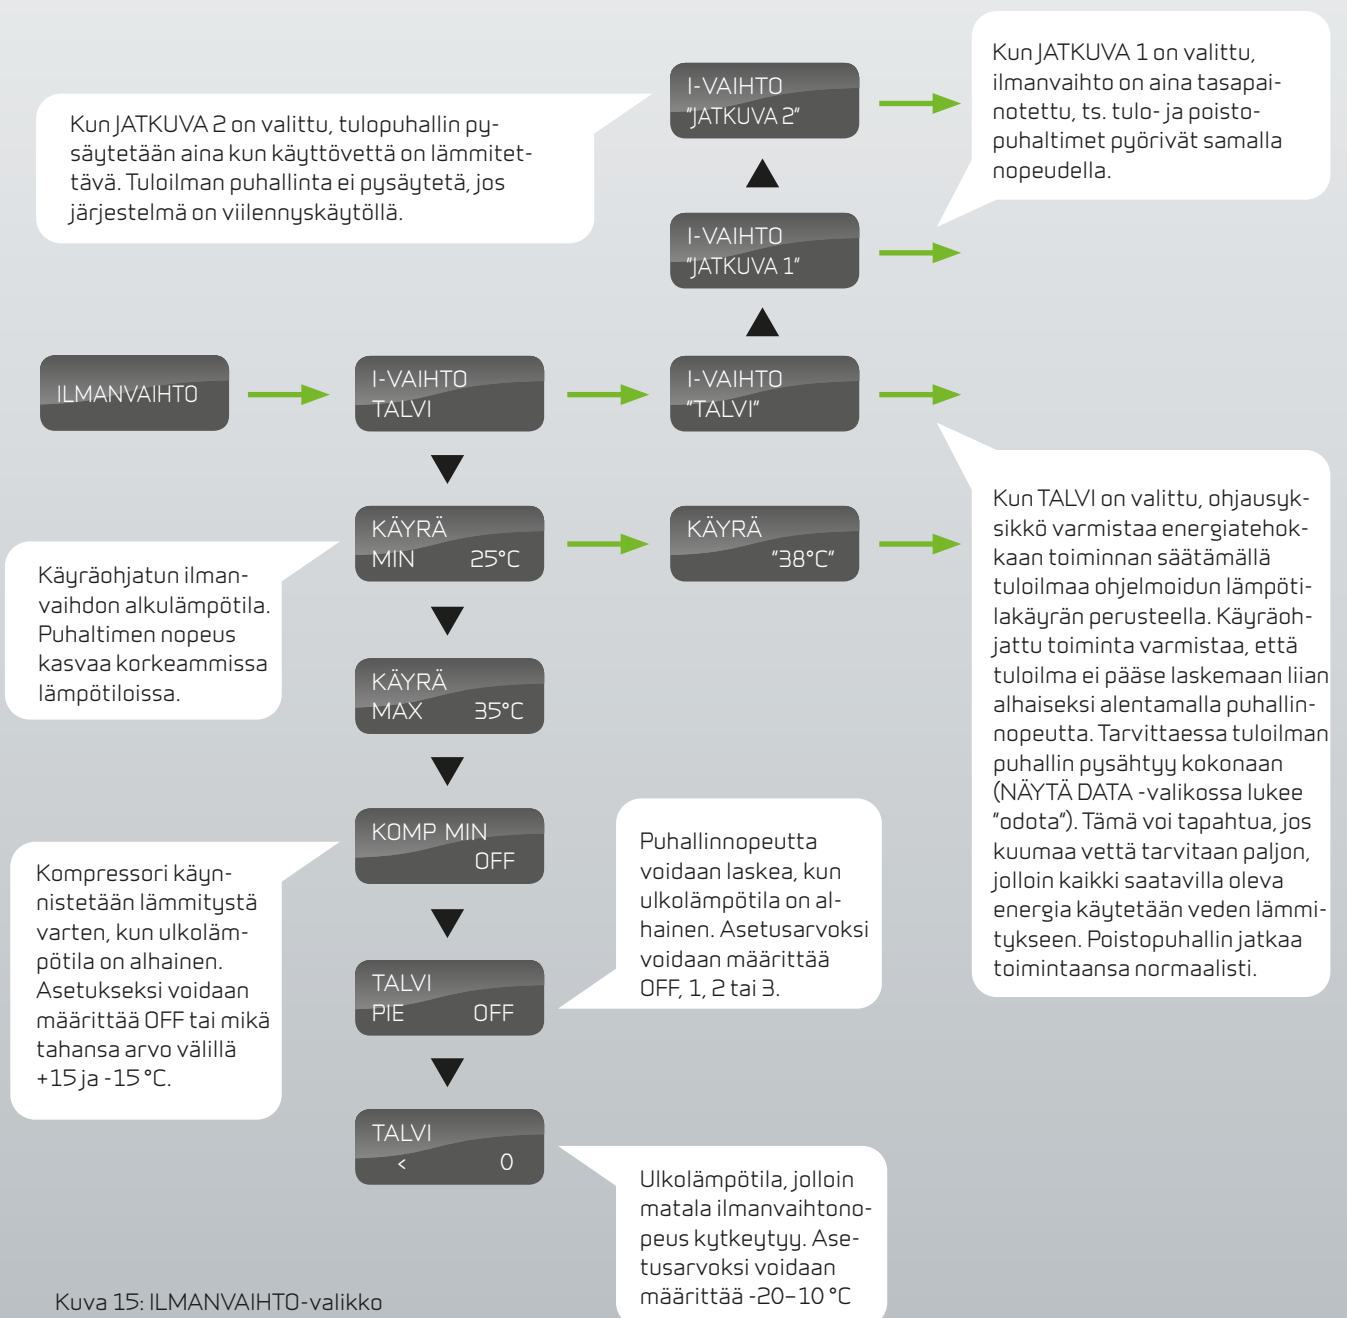 Kun JATKUVA 2 on valittu, tulopuhallin py-
säytetään aina kun käyttövettä on lämmitet-
tävä. Tuloilman puhallinta ei pysäytetä, jos
järjestelmä on viilennyskäytöllä.
I-VAIHTO
"JATKUVA 2"
Kun JATKUVA 1 on valittu,
ilmanvaihto on aina tasapai-
notettu, ts. tulo- ja poisto-
puhaltimet pyörivät samalla
nopeudella.
I-VAIHTO
"JATKUVA 1"
ILMANVAIHTO
I-VAIHTO
TALVI
I-VAIHTO
"TALVI"
KÄYRÄ
MIN 25°C
KÄYRÄ
"38°C"
Kun TALVI on valittu, ohjausyk-
sikkö varmistaa energiatehok-
kaan toiminnan säätämällä
tuloilmaa ohjelmoidun lämpöti-
lakäyrän perusteella. Käyräoh-
jattu toiminta varmistaa, että
tuloilma ei pääse laskemaan liian
alhaiseksi alentamalla puhallin-
nopeutta. Tarvittaessa tuloilman
puhallin pysähtyy kokonaan
(NÄYTÄ DATA -valikossa lukee
"odota"). Tämä voi tapahtua, jos
kuumaa vettä tarvitaan paljon,
jolloin kaikki saatavilla oleva
energia käytetään veden lämmi-
tykseen. Poistopuhallin jatkaa
toimintaansa normaalisti.
Käyräohjatun ilman-
vaihdon alkulämpötila.
Puhaltimen nopeus
kasvaa korkeammissa
lämpötiloissa.
KÄYRÄ
MAX 35°C
KOMP MIN
OFF
Kompressori käyn-
nistetään lämmitystä
varten, kun ulkoläm-
pötila on alhainen.
Asetukseksi voidaan
määrittää OFF tai mikä
tahansa arvo välillä
+15 ja -15 °C.
Puhallinnopeutta
voidaan laskea, kun
ulkolämpötila on al-
hainen. Asetusarvoksi
voidaan määrittää
OFF, 1, 2 tai 3.
TALVI
PIE OFF
TALVI
< 0
Ulkolämpötila, jolloin
matala ilmanvaihtono-
peus kytkeytyy. Ase-
tusarvoksi voidaan
määrittää -20–10 °C
Kuva 15: ILMANVAIHTO-valikko